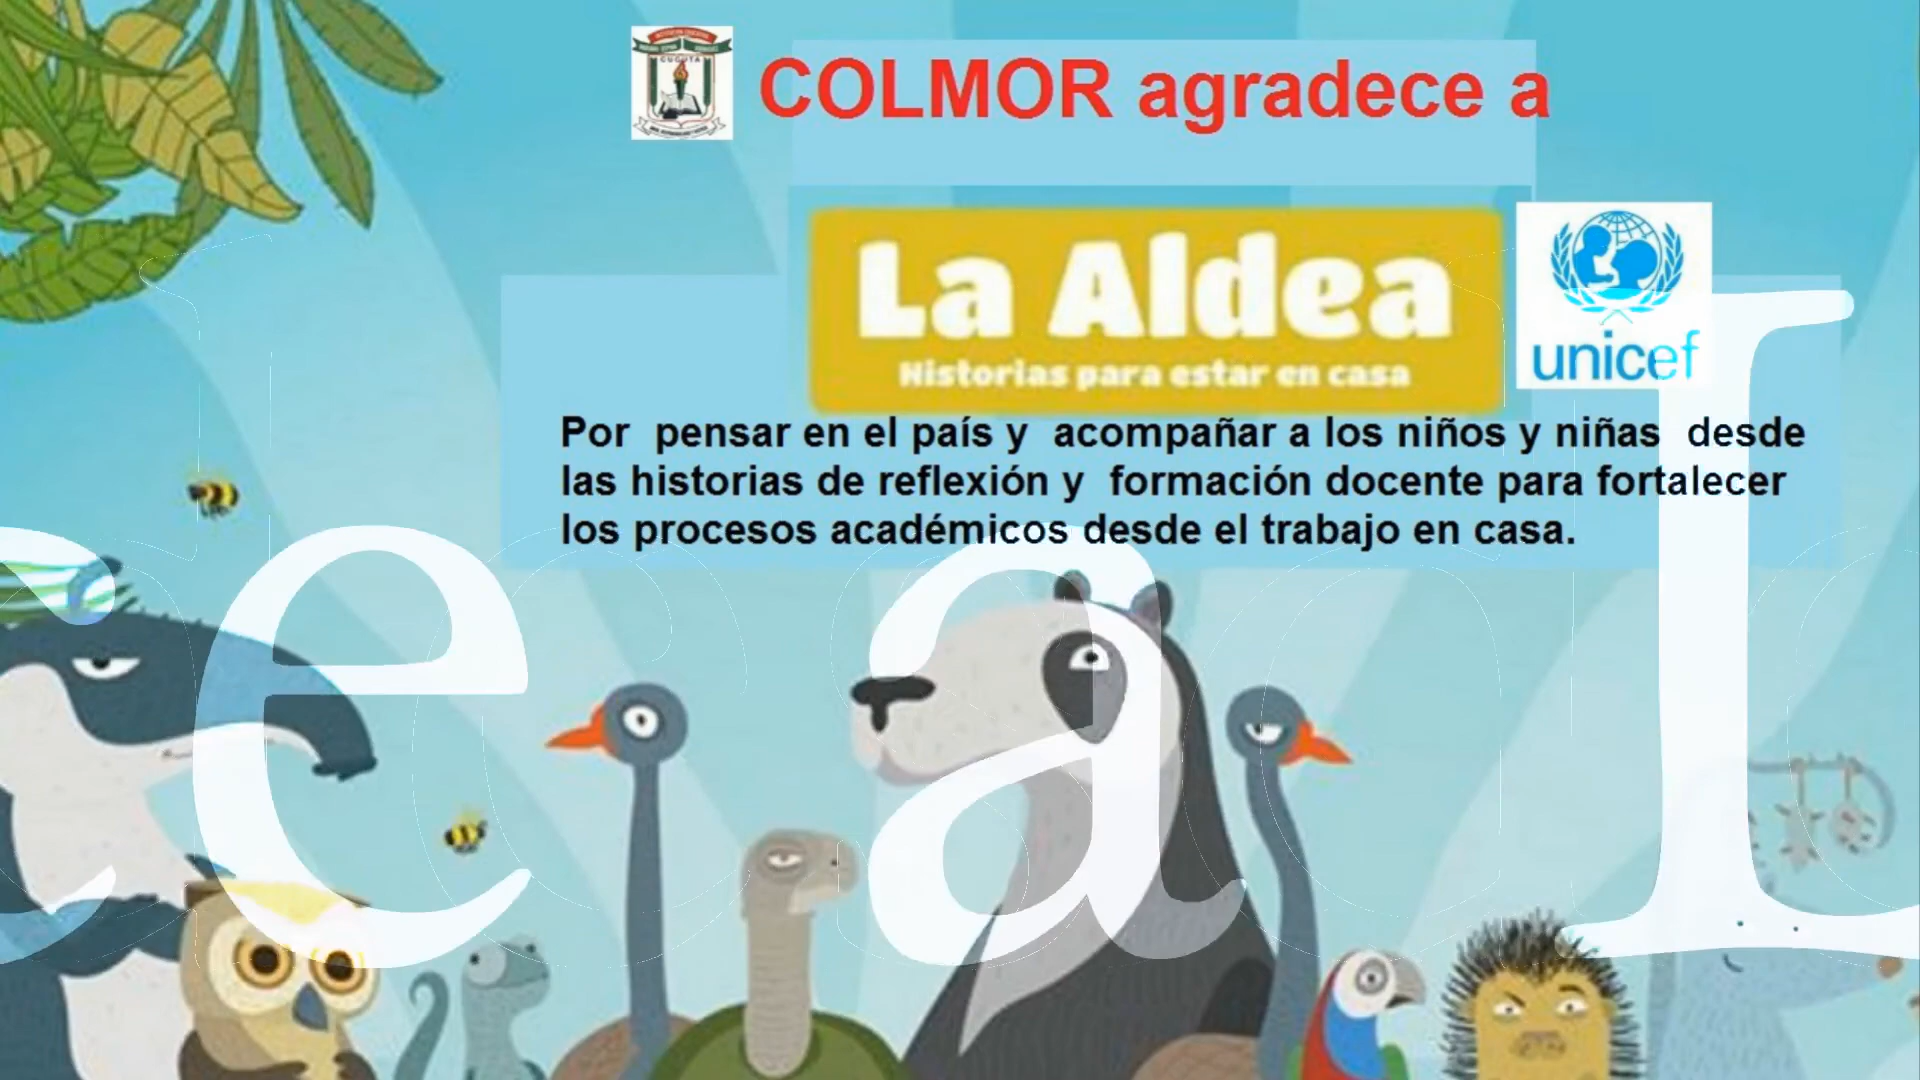 CUCUTA
COLMOR agradece a
La Aldea
Historias para estar en casa
unicef
Por pensar en el país y acompañar a los niños y niñas desde
las historias de reflexión y formación docente para fortalecer
los procesos académicos desde el trabajo en casa.
e a I